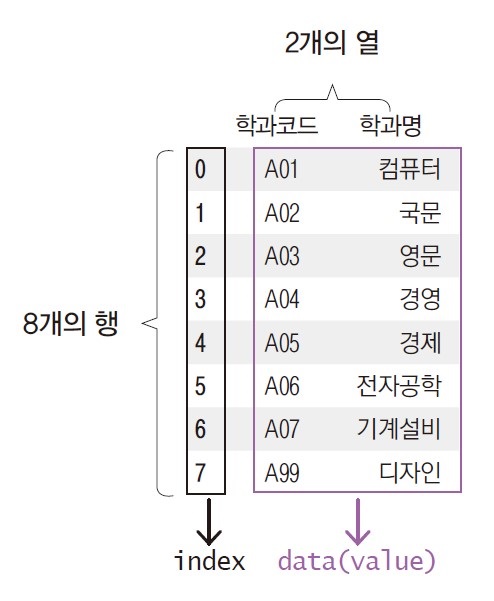 2개의 열
학과코드 학과명
0 A01 컴퓨터
1 A02 국문
2 A03 영문
3 A04 경영
8개의 행
4 A05 경제
5 A06 전자공학
6 A07 기계설비
7 A99 디자인
index data(value)